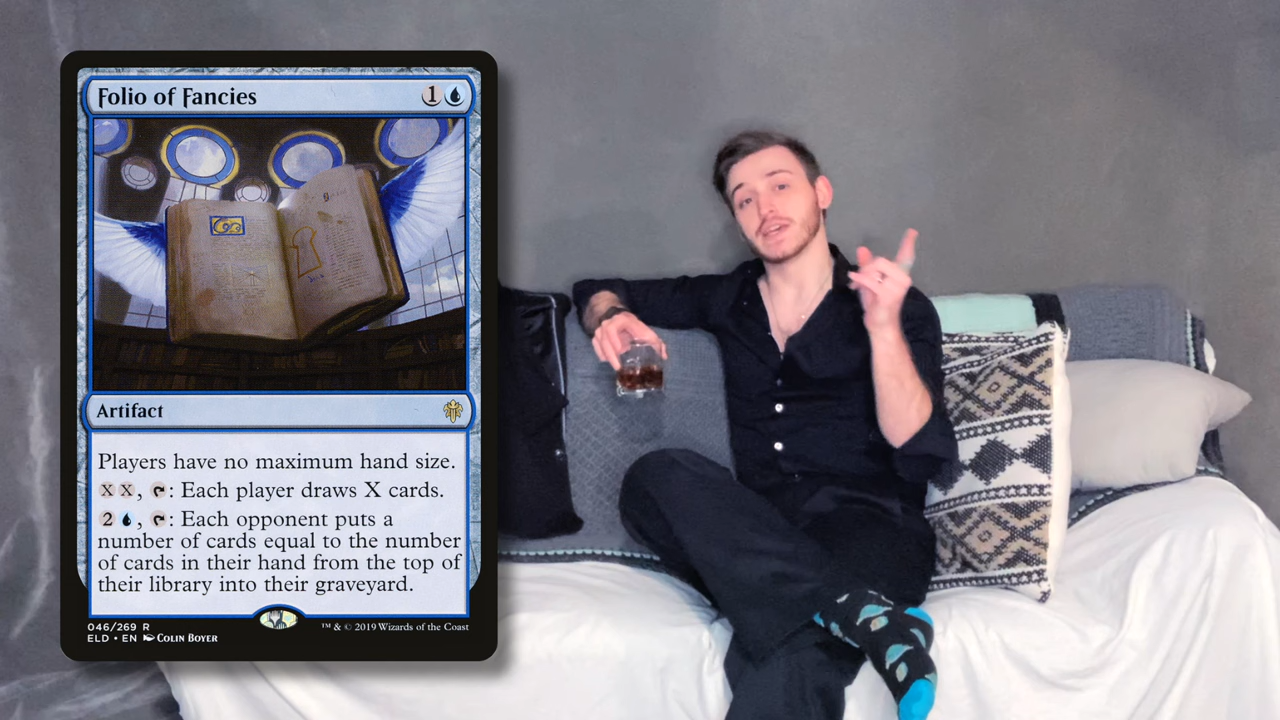 Folio of Fancies 1
Artifact
Players have no maximum hand size.
X X, : Each player draws X cards.
2 , : Each opponent puts a
number of cards equal to the number
of cards in their hand from the top of
their library into their graveyard.
046/269 R
ELD • EN Colin Boyer
™ & © 2019 Wizards of the Coast